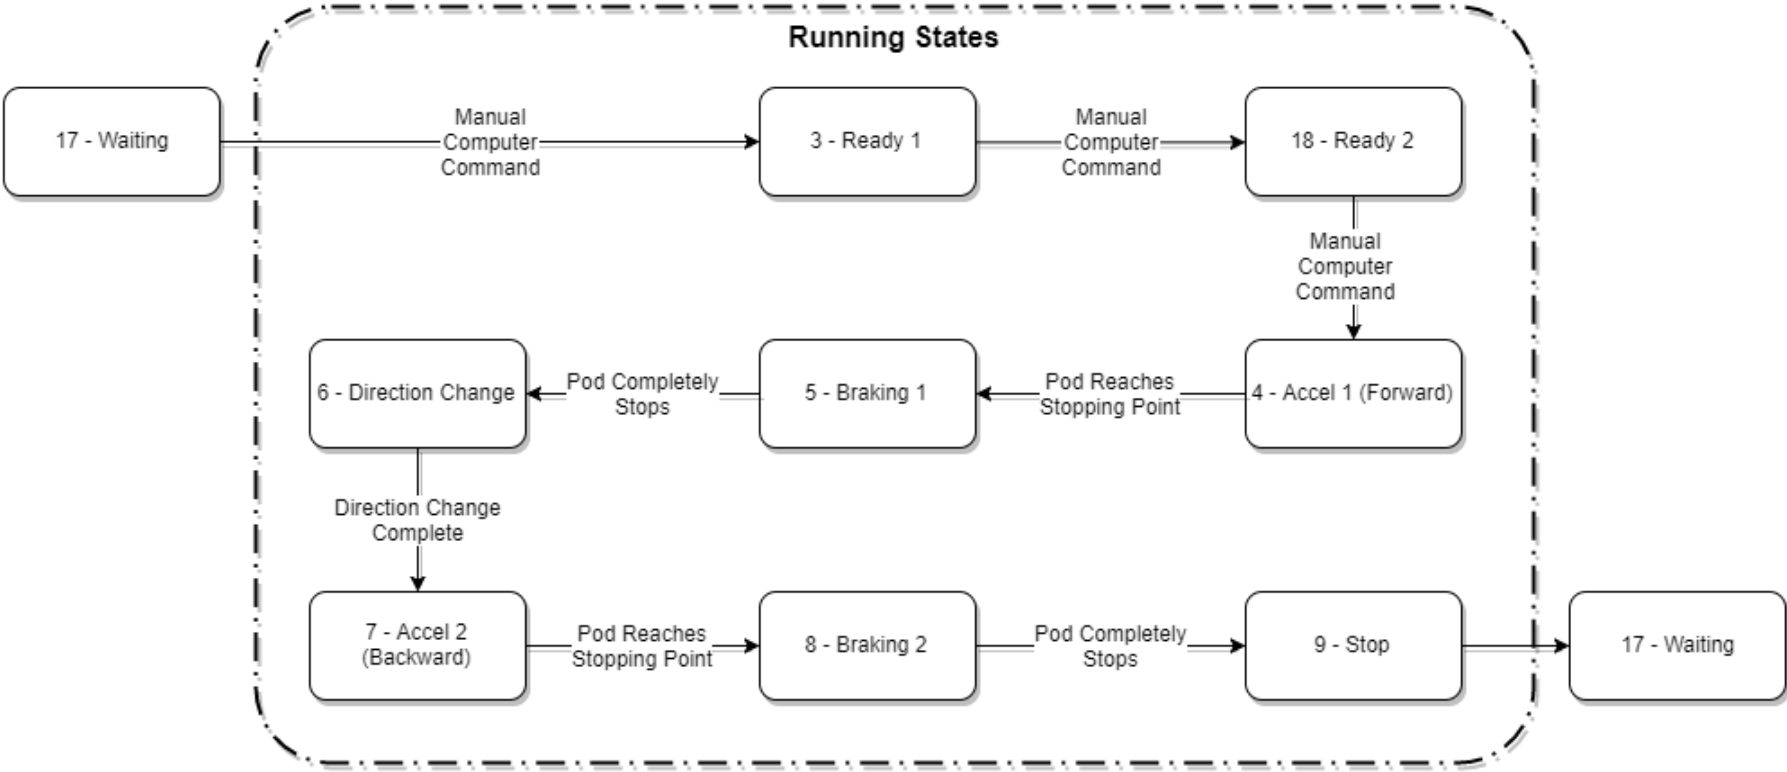 Running States
17 - Waiting
Manual
Computer
Command
3 - Ready 1
Manual
Computer
Command
18 - Ready 2
Manual
Computer
Command
4 - Accel 1 (Forward)
Pod Reaches
Stopping Point
5 - Braking 1
Pod Completely
Stops
6 - Direction Change
Direction Change
Complete
7 - Accel 2
(Backward)
Pod Reaches
Stopping Point
8 - Braking 2
Pod Completely
Stops
9 - Stop
17 - Waiting